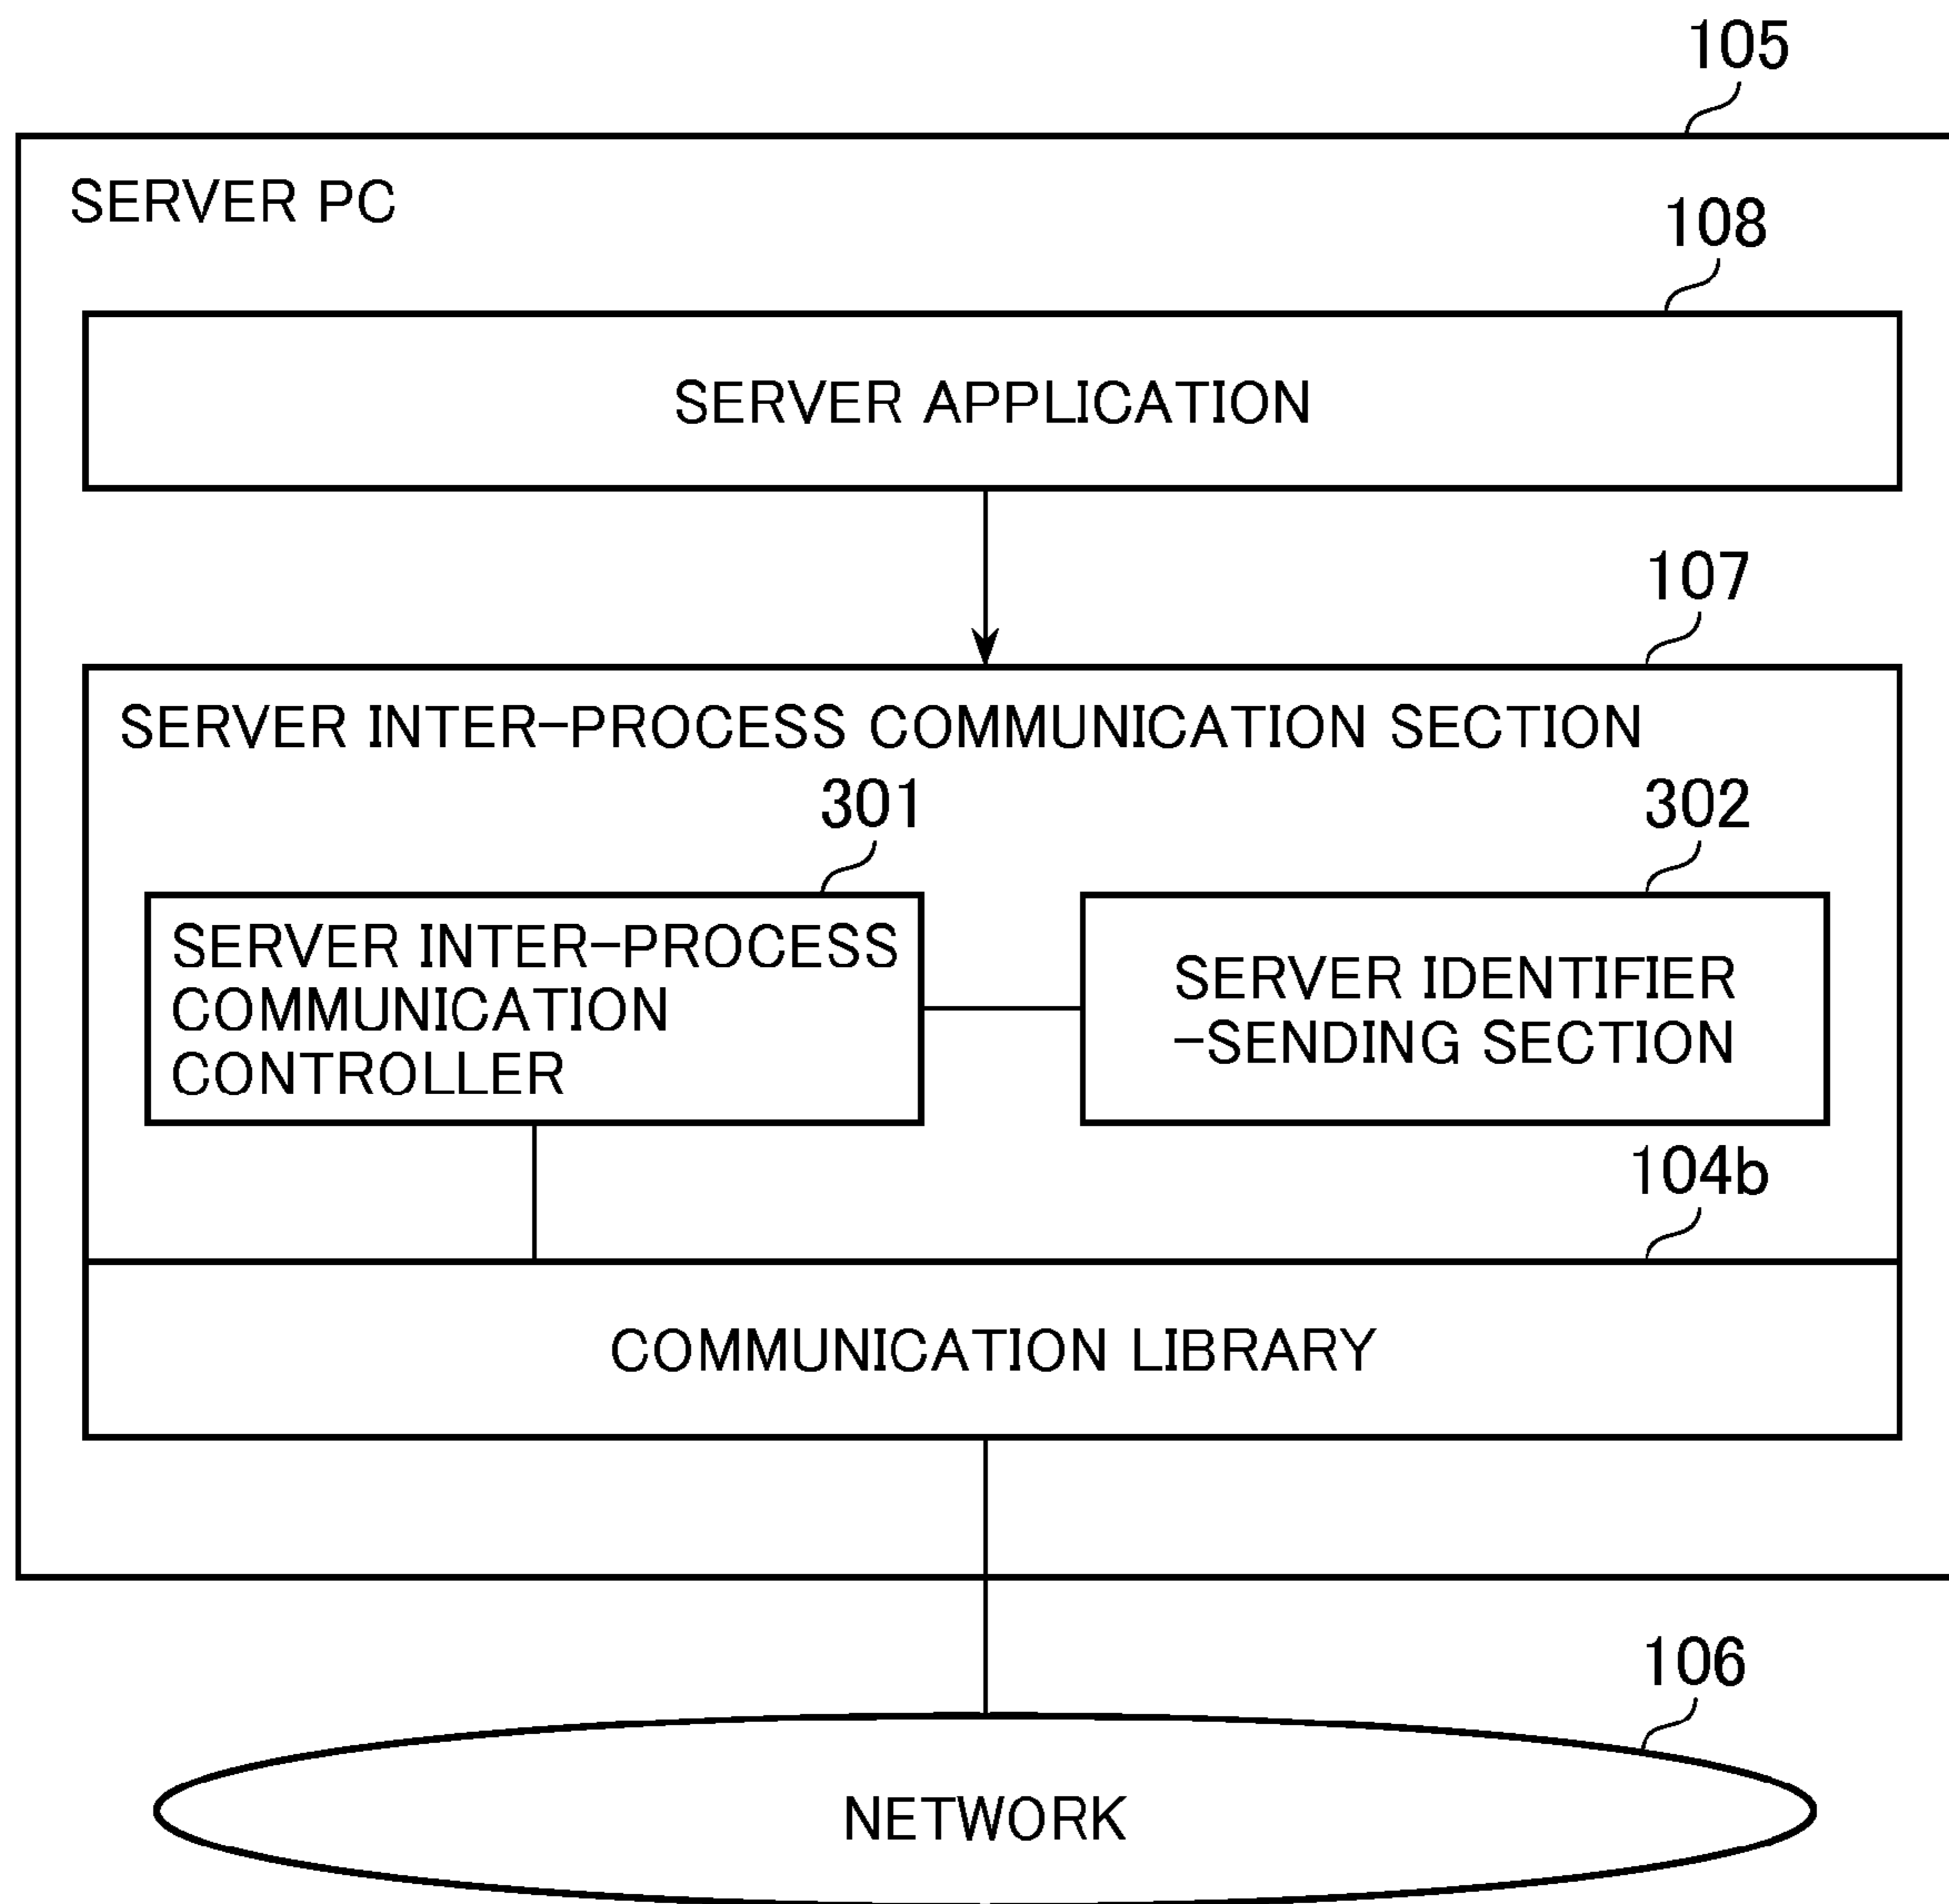 105
SERVER PC
108
SERVER APPLICATION
107
SERVER INTER-PROCESS COMMUNICATION SECTION
301
302
SERVER INTER-PROCESS
COMMUNICATION
CONTROLLER
SERVER IDENTIFIER
-SENDING SECTION
104b
COMMUNICATION LIBRARY
106
NETWORK